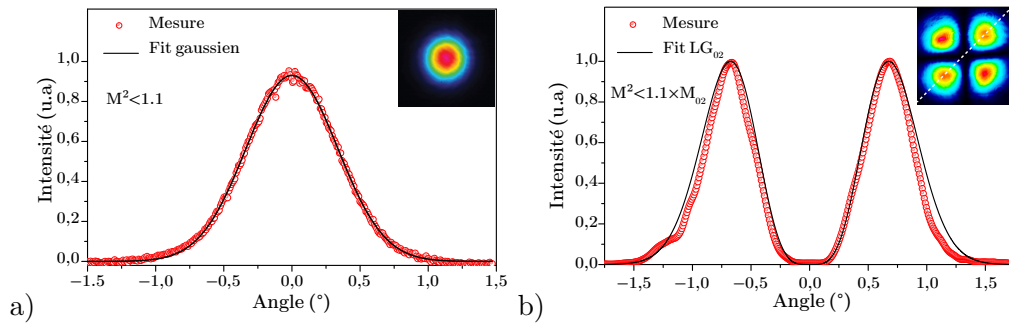 Mesure
Fit gaussien
M²<1.1
Intensité (u.a)
1,0
0,8
0,6
0,4
0,2
0,0
−1,5 −1,0 −0,5 0,0 0,5 1,0 1,5
Angle (°)
a)
Mesure
Fit LG₀₂
M²<1.1×M₀₂
Intensité (u.a)
1,0
0,8
0,6
0,4
0,2
0,0
−1,5 −1,0 −0,5 0,0 0,5 1,0 1,5
Angle (°)
b)